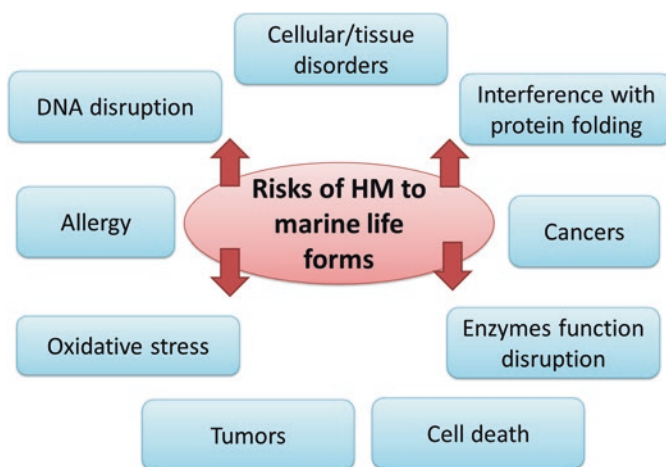 Cellular/tissue
disorders
DNA disruption
Interference with
protein folding
Risks of HM to
marine life
forms
Allergy
Cancers
Oxidative stress
Enzymes function
disruption
Tumors
Cell death